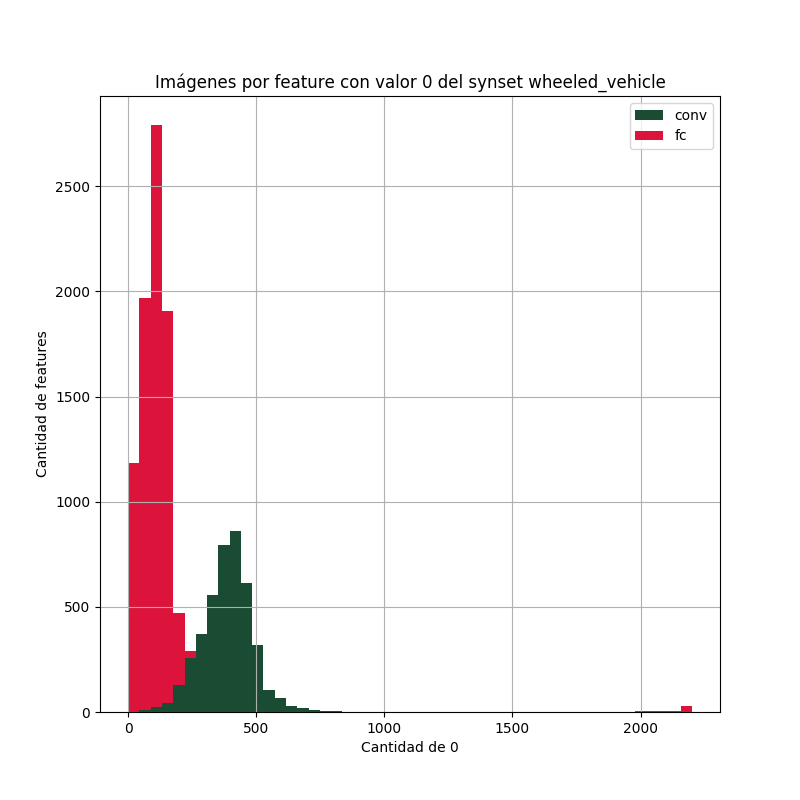 Imágenes por feature con valor 0 del synset wheeled_vehicle
conv
fc
2500
2000
1500
1000
500
0
Cantidad de features
0 500 1000 1500 2000
Cantidad de 0